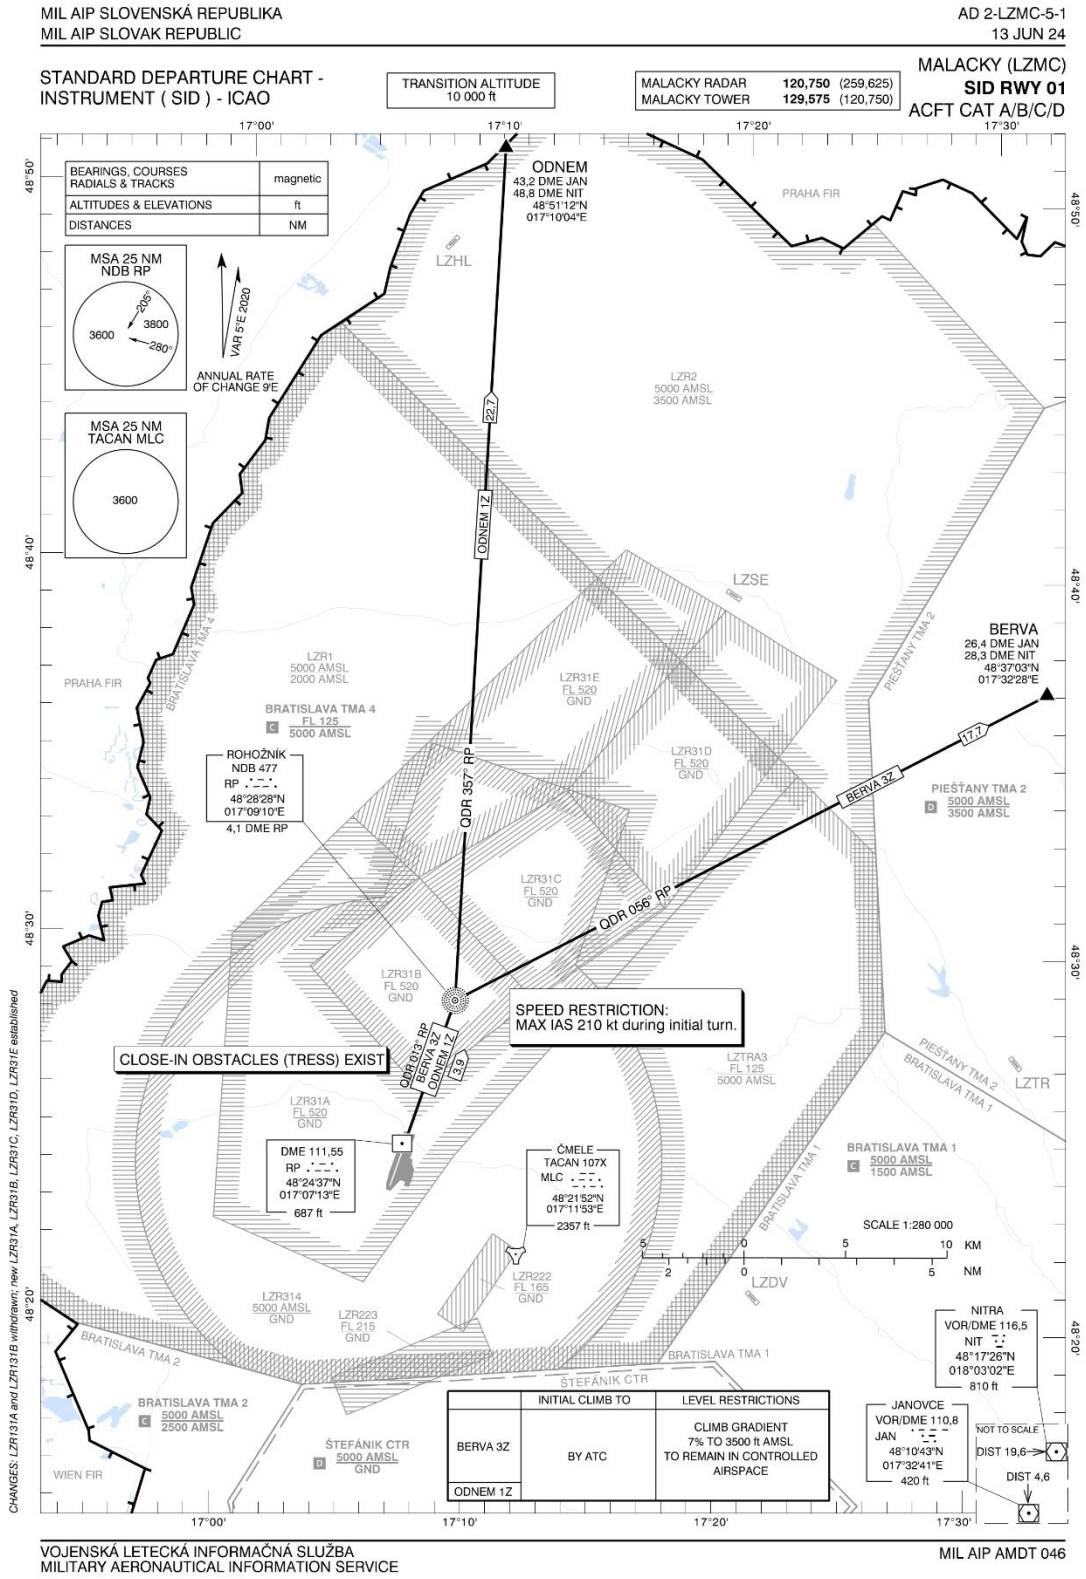 MIL AIP SLOVENSKÁ REPUBLIKA
MIL AIP SLOVAK REPUBLIC
AD 2-LZMC-5-1
13 JUN 24
STANDARD DEPARTURE CHART -
INSTRUMENT ( SID ) - ICAO
TRANSITION ALTITUDE
10 000 ft
MALACKY RADAR 120,750 (259,625)
MALACKY TOWER 129,575 (120,750)
MALACKY (LZMC)
SID RWY 01
ACFT CAT A/B/C/D
17°00' 17°10' 17°20' 17°30'
48°50'
48°50'
BEARINGS, COURSES
RADIALS & TRACKS magnetic
ALTITUDES & ELEVATIONS ft
DISTANCES NM
ODNEM
43,2 DME JAN
48,8 DME NIT
48°51'12"N
017°10'04"E
PRAHA FIR
LZHL
MSA 25 NM
NDB RP
205°
3600
3800
280°
VAR 5°E 2020
ANNUAL RATE
OF CHANGE 9'E
MSA 25 NM
TACAN MLC
3600
LZR2
5000 AMSL
3500 AMSL
22,7
ODNEM 1Z
48°40'
48°40'
LZSE
BERVA
26,4 DME JAN
28,3 DME NIT
48°37'03"N
017°32'28"E
PIEŠŤANY TMA 2
BRATISLAVA TMA 4
PRAHA FIR
LZR1
5000 AMSL
2000 AMSL
BRATISLAVA TMA 4
C FL 125
5000 AMSL
LZR31E
FL 520
GND
LZR31D
FL 520
GND
17,7
BERVA 3Z
PIEŠŤANY TMA 2
D 5000 AMSL
3500 AMSL
ROHOŽNÍK
NDB 477
RP
48°28'28"N
017°09'10"E
4,1 DME RP
QDR 357° RP
LZR31C
FL 520
GND
QDR 056° RP
48°30'
48°30'
LZR31B
FL 520
GND
SPEED RESTRICTION:
MAX IAS 210 kt during initial turn.
CLOSE-IN OBSTACLES (TRESS) EXIST
QDR 013° RP
BERVA 3Z
ODNEM 1Z
3,9
LZTRA3
FL 125
5000 AMSL
PIEŠŤANY TMA 2
BRATISLAVA TMA 1
LZTR
LZR31A
FL 520
GND
DME 111,55
RP
48°24'37"N
017°07'13"E
687 ft
ČMELE
TACAN 107X
MLC
48°21'52"N
017°11'53"E
2357 ft
BRATISLAVA TMA 1
BRATISLAVA TMA 1
C 5000 AMSL
1500 AMSL
SCALE 1:280 000
5 0 5 10 KM
2 0 5 NM
LZDV
LZR222
FL 165
GND
LZR314
5000 AMSL
GND
LZR223
FL 215
GND
48°20'
48°20'
BRATISLAVA TMA 2
BRATISLAVA TMA 1
ŠTEFÁNIK CTR
NITRA
VOR/DME 116,5
NIT
48°17'26"N
018°03'02"E
810 ft
BRATISLAVA TMA 2
C 5000 AMSL
2500 AMSL
ŠTEFÁNIK CTR
D 5000 AMSL
GND
WIEN FIR
INITIAL CLIMB TO LEVEL RESTRICTIONS
BERVA 3Z
ODNEM 1Z
BY ATC
CLIMB GRADIENT
7% TO 3500 ft AMSL
TO REMAIN IN CONTROLLED
AIRSPACE
JANOVCE
VOR/DME 110,8
JAN
48°10'43"N
017°32'41"E
420 ft
NOT TO SCALE
DIST 19,6
DIST 4,6
17°00' 17°10' 17°20' 17°30'
CHANGES: LZR131A and LZR131B withdrawn; new LZR31A, LZR31B, LZR31C, LZR31D, LZR31E established
VOJENSKÁ LETECKÁ INFORMAČNÁ SLUŽBA
MILITARY AERONAUTICAL INFORMATION SERVICE
MIL AIP AMDT 046